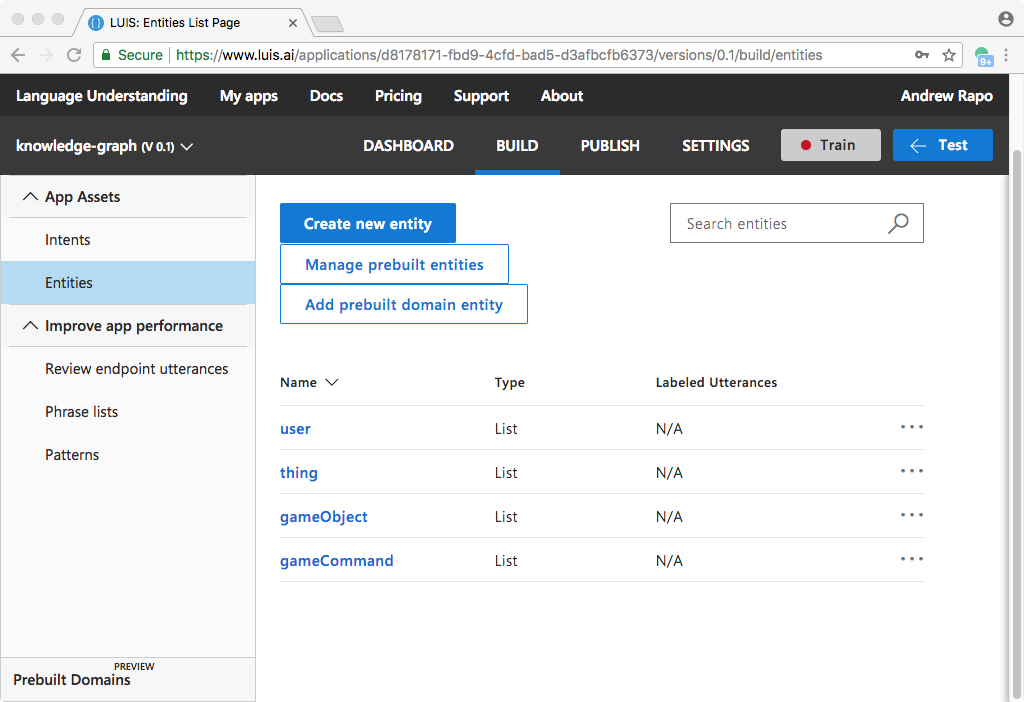 LUIS: Entities List Page
Secure https://www.luis.ai/applications/d8178171-fbd9-4cfd-bad5-d3afbcfb6373/versions/0.1/build/entities
9+
Language Understanding My apps Docs Pricing Support About Andrew Rapo
knowledge-graph (V 0.1) DASHBOARD BUILD PUBLISH SETTINGS Train Test
App Assets
Intents
Entities
Improve app performance
Review endpoint utterances
Phrase lists
Patterns
PREVIEW
Prebuilt Domains
Create new entity
Search entities
Manage prebuilt entities
Add prebuilt domain entity
Name Type Labeled Utterances
user List N/A
thing List N/A
gameObject List N/A
gameCommand List N/A